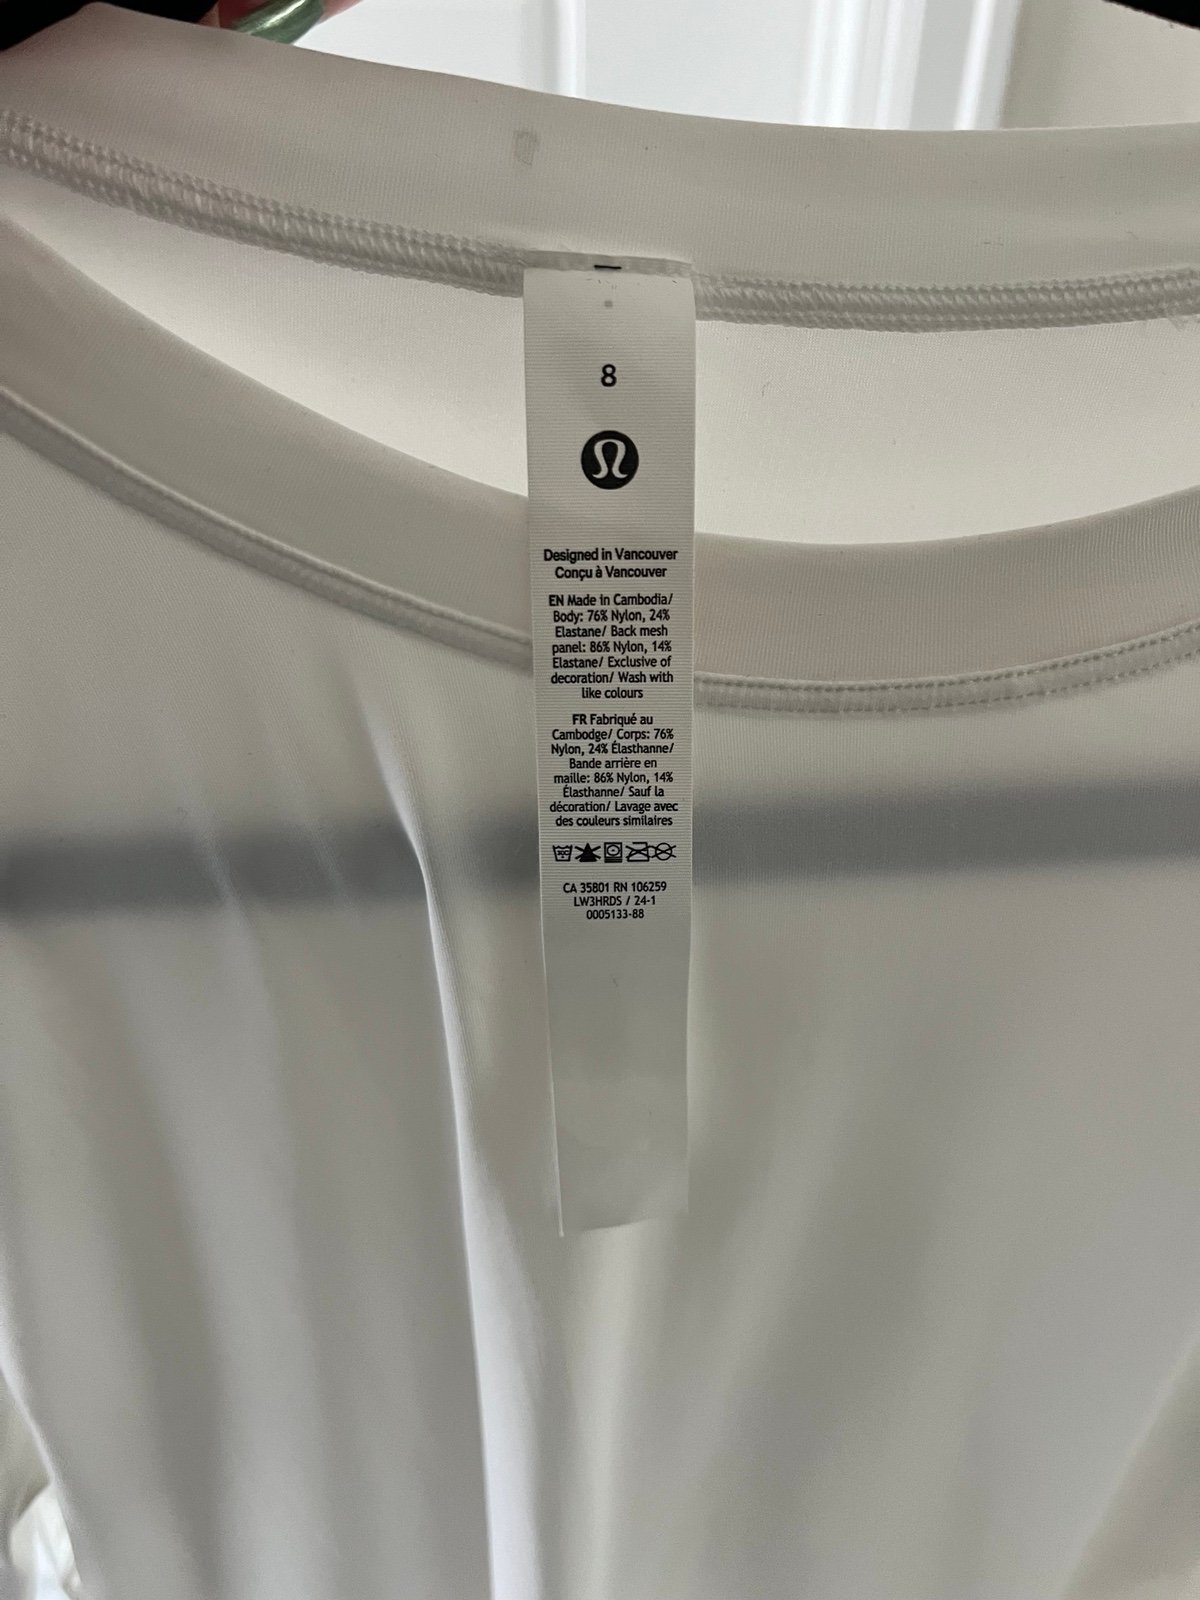 8
Designed in Vancouver
Conçu à Vancouver
EN Made in Cambodia/
Body: 76% Nylon, 24%
Elastane/ Back mesh
panel: 86% Nylon, 14%
Elastane/ Exclusive of
decoration/ Wash with
like colours
FR Fabriqué au
Cambodge/ Corps: 76%
Nylon, 24% Élasthanne/
Bande arrière en
maille: 86% Nylon, 14%
Élasthanne/ Sauf la
décoration/ Lavage avec
des couleurs similaires
CA 35801 RN 106259
LW3HRDS / 24-1
0005133-88